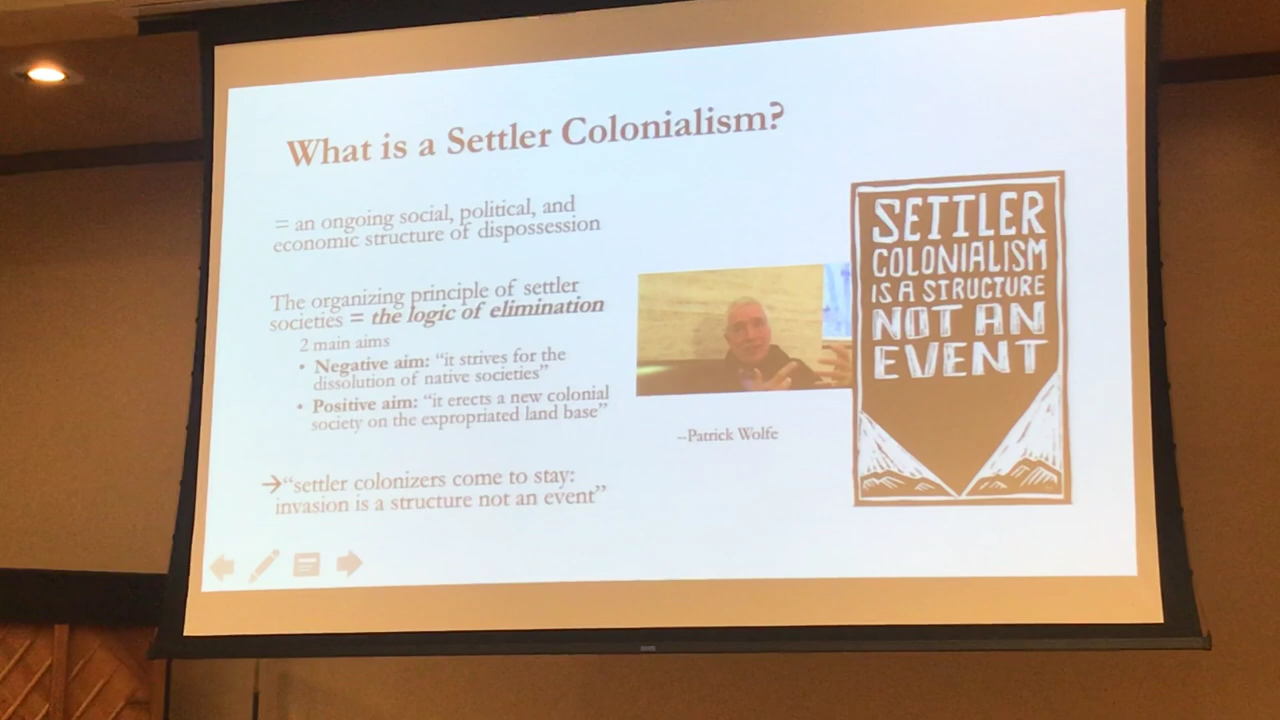 What is a Settler Colonialism?
= an ongoing social, political, and
economic structure of dispossession
The organizing principle of settler
societies = the logic of elimination
2 main aims
• Negative aim: “it strives for the
dissolution of native societies”
• Positive aim: “it erects a new colonial
society on the expropriated land base”
→“settler colonizers come to stay:
invasion is a structure not an event”
–Patrick Wolfe
SETTLER
COLONIALISM
IS A STRUCTURE
NOT AN
EVENT